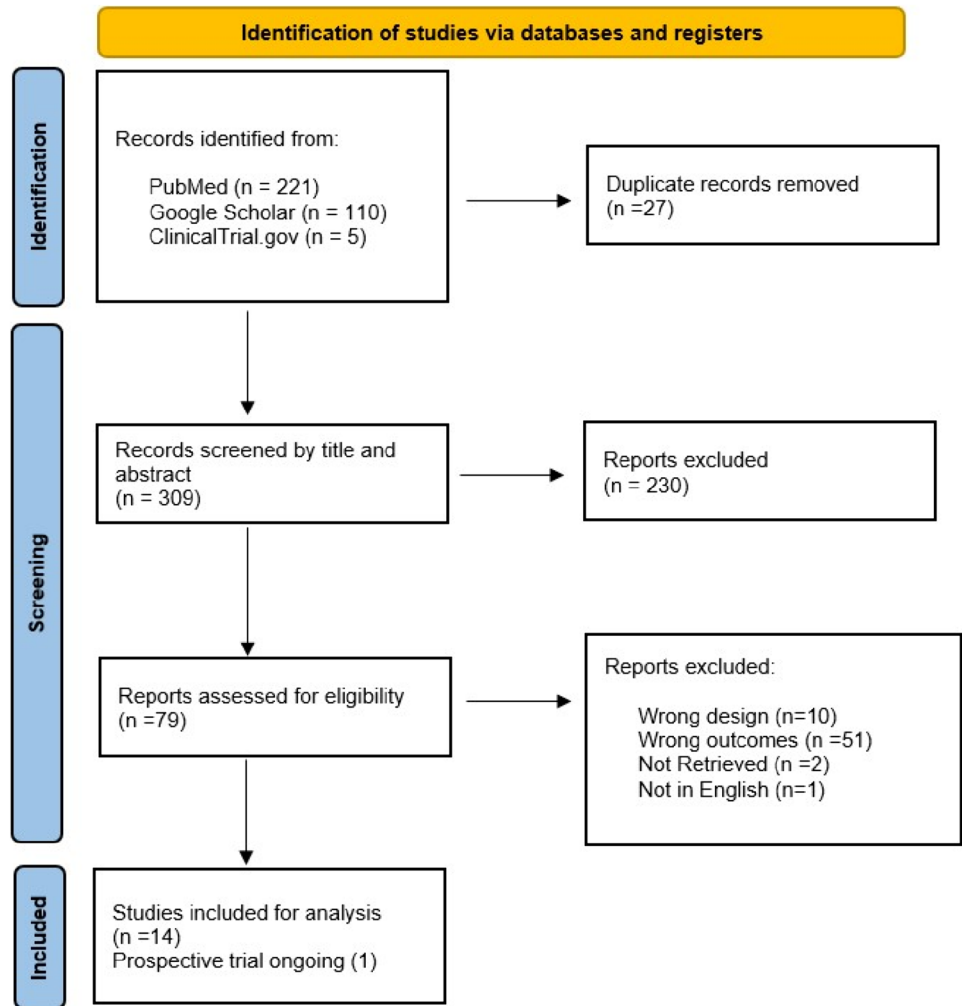 Identification of studies via databases and registers
Identification
Records identified from:
PubMed (n = 221)
Google Scholar (n = 110)
ClinicalTrial.gov (n = 5)
Duplicate records removed
(n =27)
Screening
Records screened by title and
abstract
(n = 309)
Reports excluded
(n = 230)
Reports assessed for eligibility
(n =79)
Reports excluded:
Wrong design (n=10)
Wrong outcomes (n =51)
Not Retrieved (n =2)
Not in English (n=1)
Included
Studies included for analysis
(n =14)
Prospective trial ongoing (1)